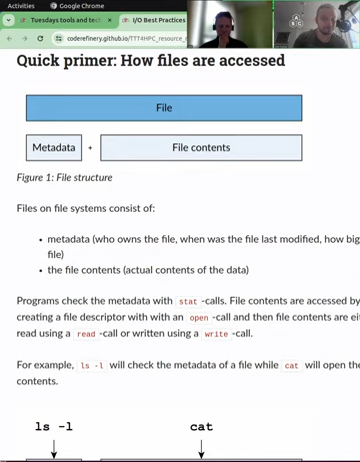 Activities Google Chrome
Tuesdays tools and tec I/O Best Practices
coderefinery.github.io/TTT4HPC_resource_
Quick primer: How files are accessed
File
Metadata + File contents
Figure 1: File structure
Files on file systems consist of:
• metadata (who owns the file, when was the file last modified, how big
file)
• the file contents (actual contents of the data)
Programs check the metadata with stat -calls. File contents are accessed by
creating a file descriptor with with an open -call and then file contents are ei
read using a read -call or written using a write -call.
For example, ls -l will check the metadata of a file while cat will open the
contents.
ls -l cat